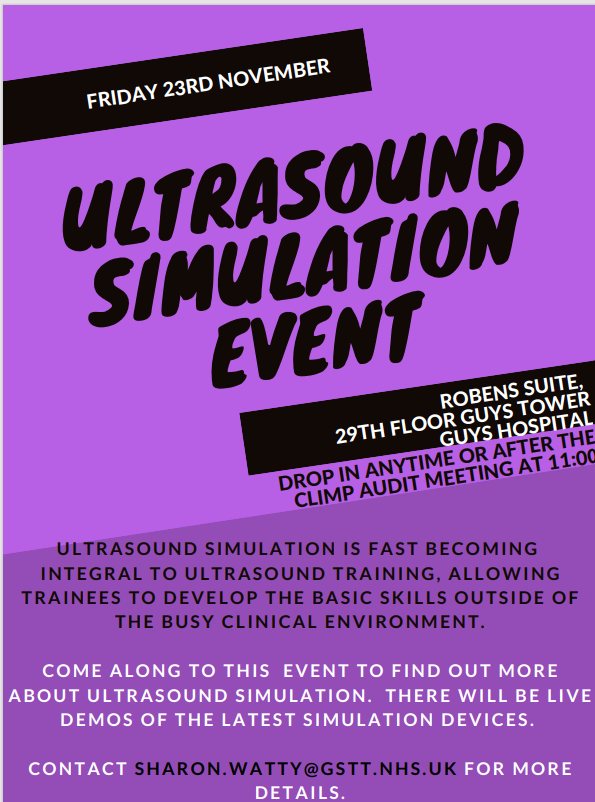 FRIDAY 23RD NOVEMBER
ULTRASOUND
SIMULATION
EVENT
ROBENS SUITE,
29TH FLOOR GUYS TOWER
GUYS HOSPITAL
DROP IN ANYTIME OR AFTER THE
CLIMP AUDIT MEETING AT 11:00
ULTRASOUND SIMULATION IS FAST BECOMING
INTEGRAL TO ULTRASOUND TRAINING, ALLOWING
TRAINEES TO DEVELOP THE BASIC SKILLS OUTSIDE OF
THE BUSY CLINICAL ENVIRONMENT.
COME ALONG TO THIS EVENT TO FIND OUT MORE
ABOUT ULTRASOUND SIMULATION. THERE WILL BE LIVE
DEMOS OF THE LATEST SIMULATION DEVICES.
CONTACT SHARON.WATTY@GSTT.NHS.UK FOR MORE
DETAILS.